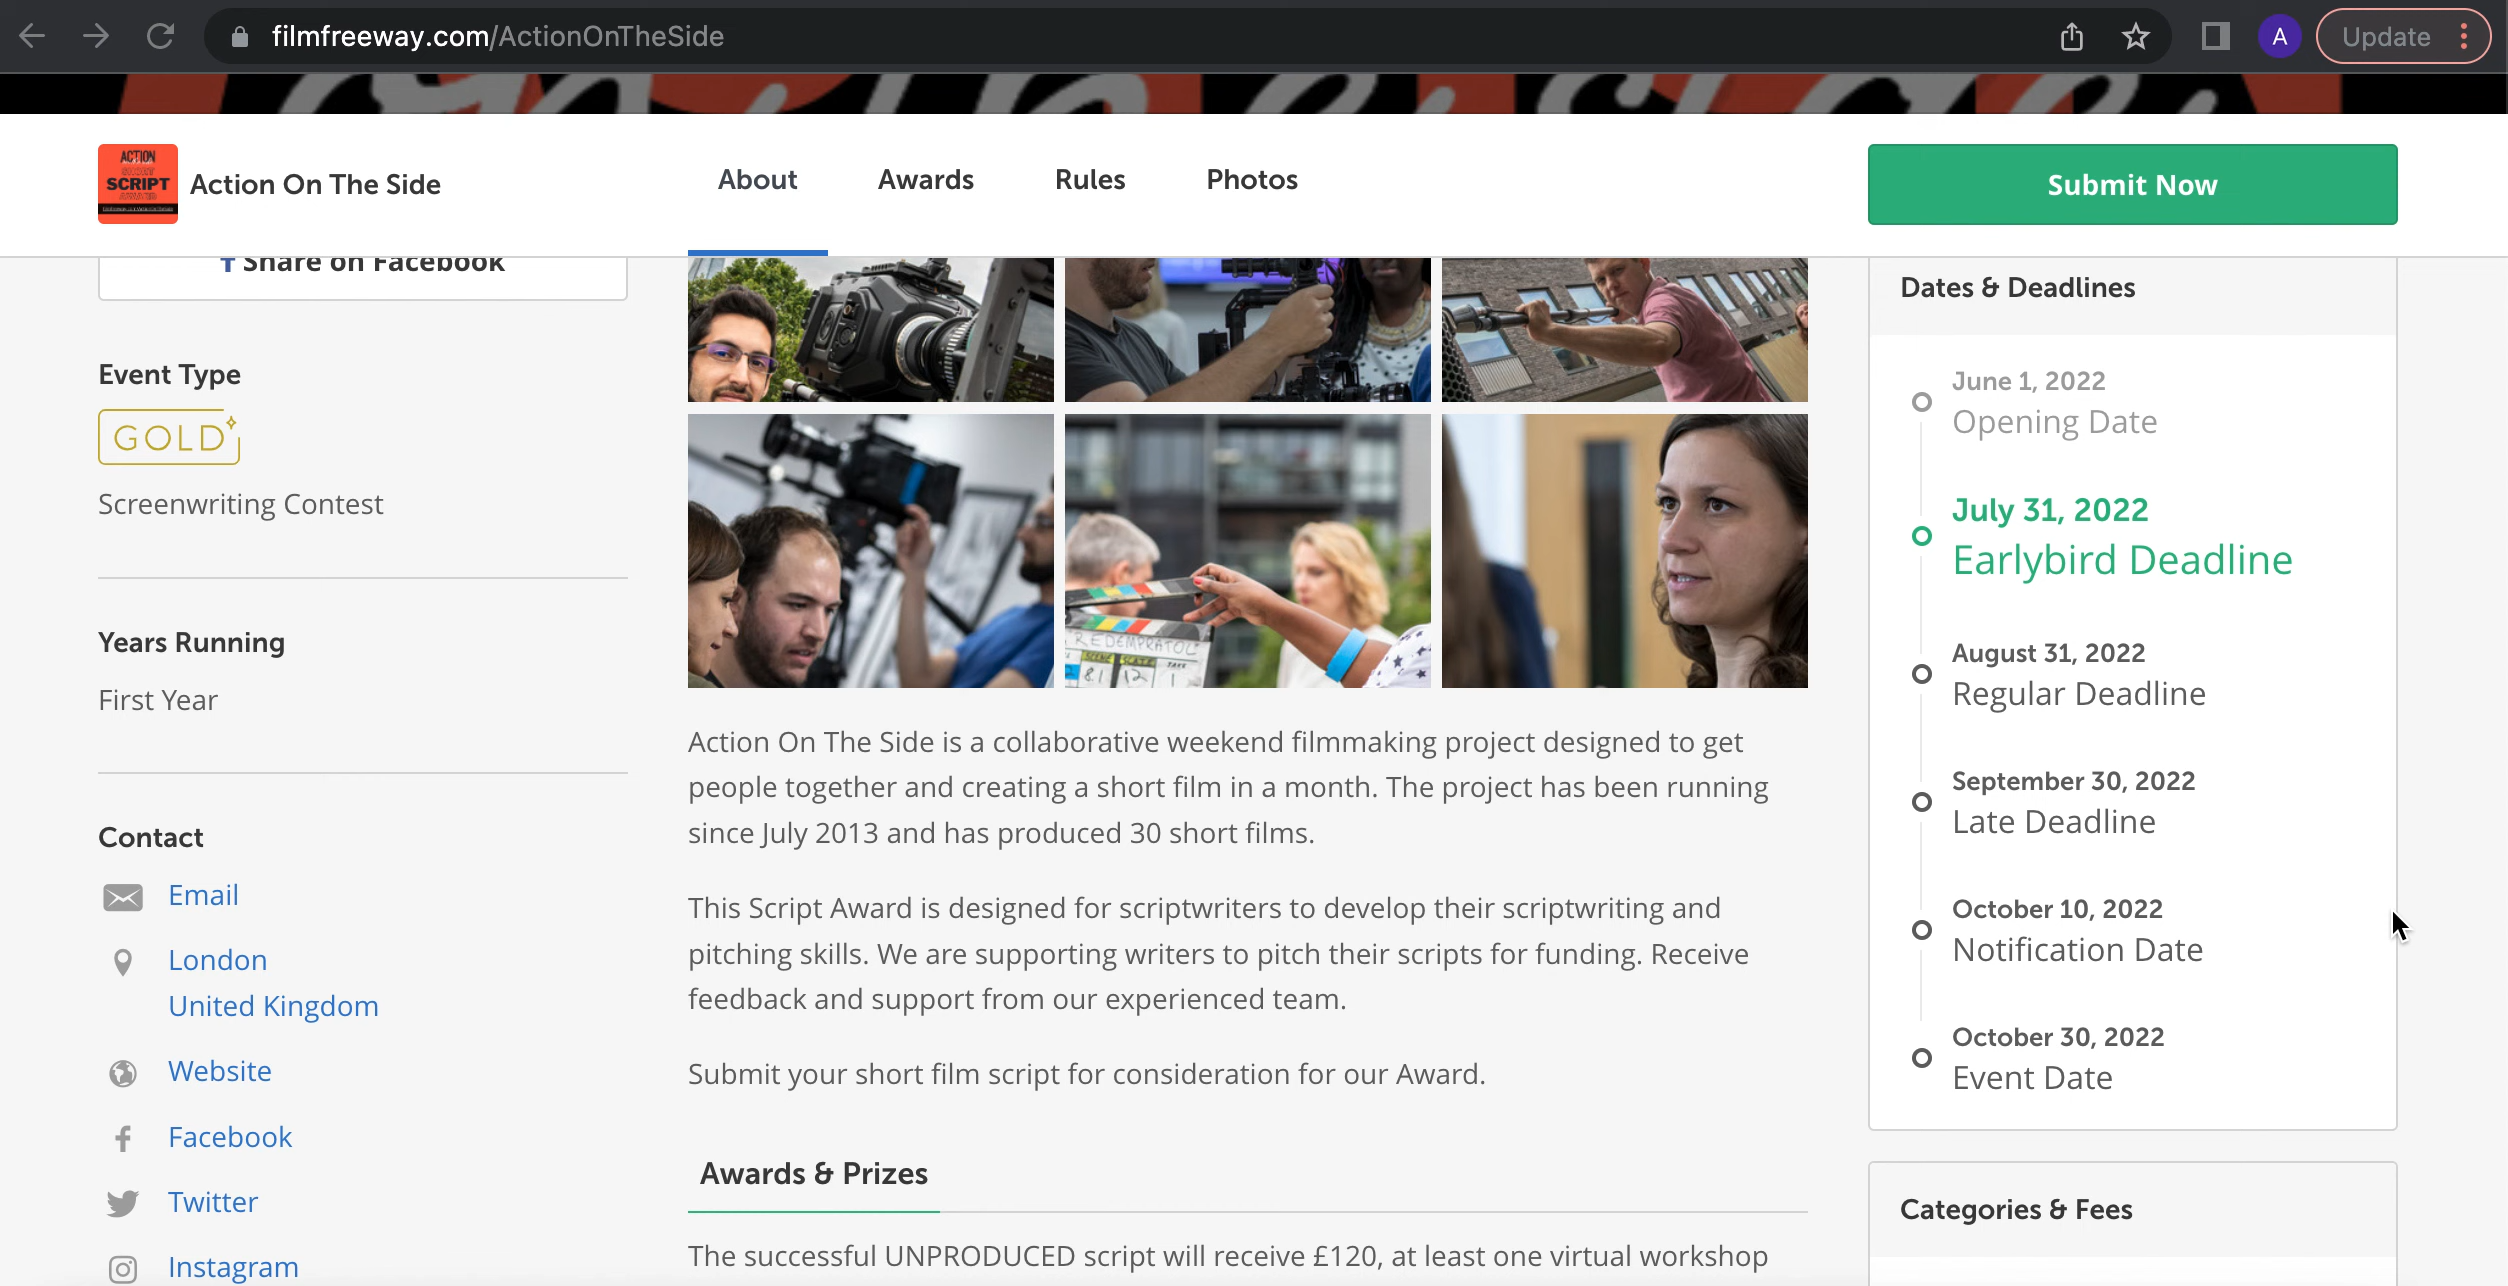 filmfreeway.com/ActionOnTheSide
A
Update
ACTION
SCRIPT
Action On The Side
About
Awards
Rules
Photos
Submit Now
Share on Facebook
Event Type
GOLD
Screenwriting Contest
Years Running
First Year
Contact
Email
London
United Kingdom
Website
Facebook
Twitter
Instagram
Action On The Side is a collaborative weekend filmmaking project designed to get
people together and creating a short film in a month. The project has been running
since July 2013 and has produced 30 short films.
This Script Award is designed for scriptwriters to develop their scriptwriting and
pitching skills. We are supporting writers to pitch their scripts for funding. Receive
feedback and support from our experienced team.
Submit your short film script for consideration for our Award.
Awards & Prizes
The successful UNPRODUCED script will receive £120, at least one virtual workshop
Dates & Deadlines
June 1, 2022
Opening Date
July 31, 2022
Earlybird Deadline
August 31, 2022
Regular Deadline
September 30, 2022
Late Deadline
October 10, 2022
Notification Date
October 30, 2022
Event Date
Categories & Fees